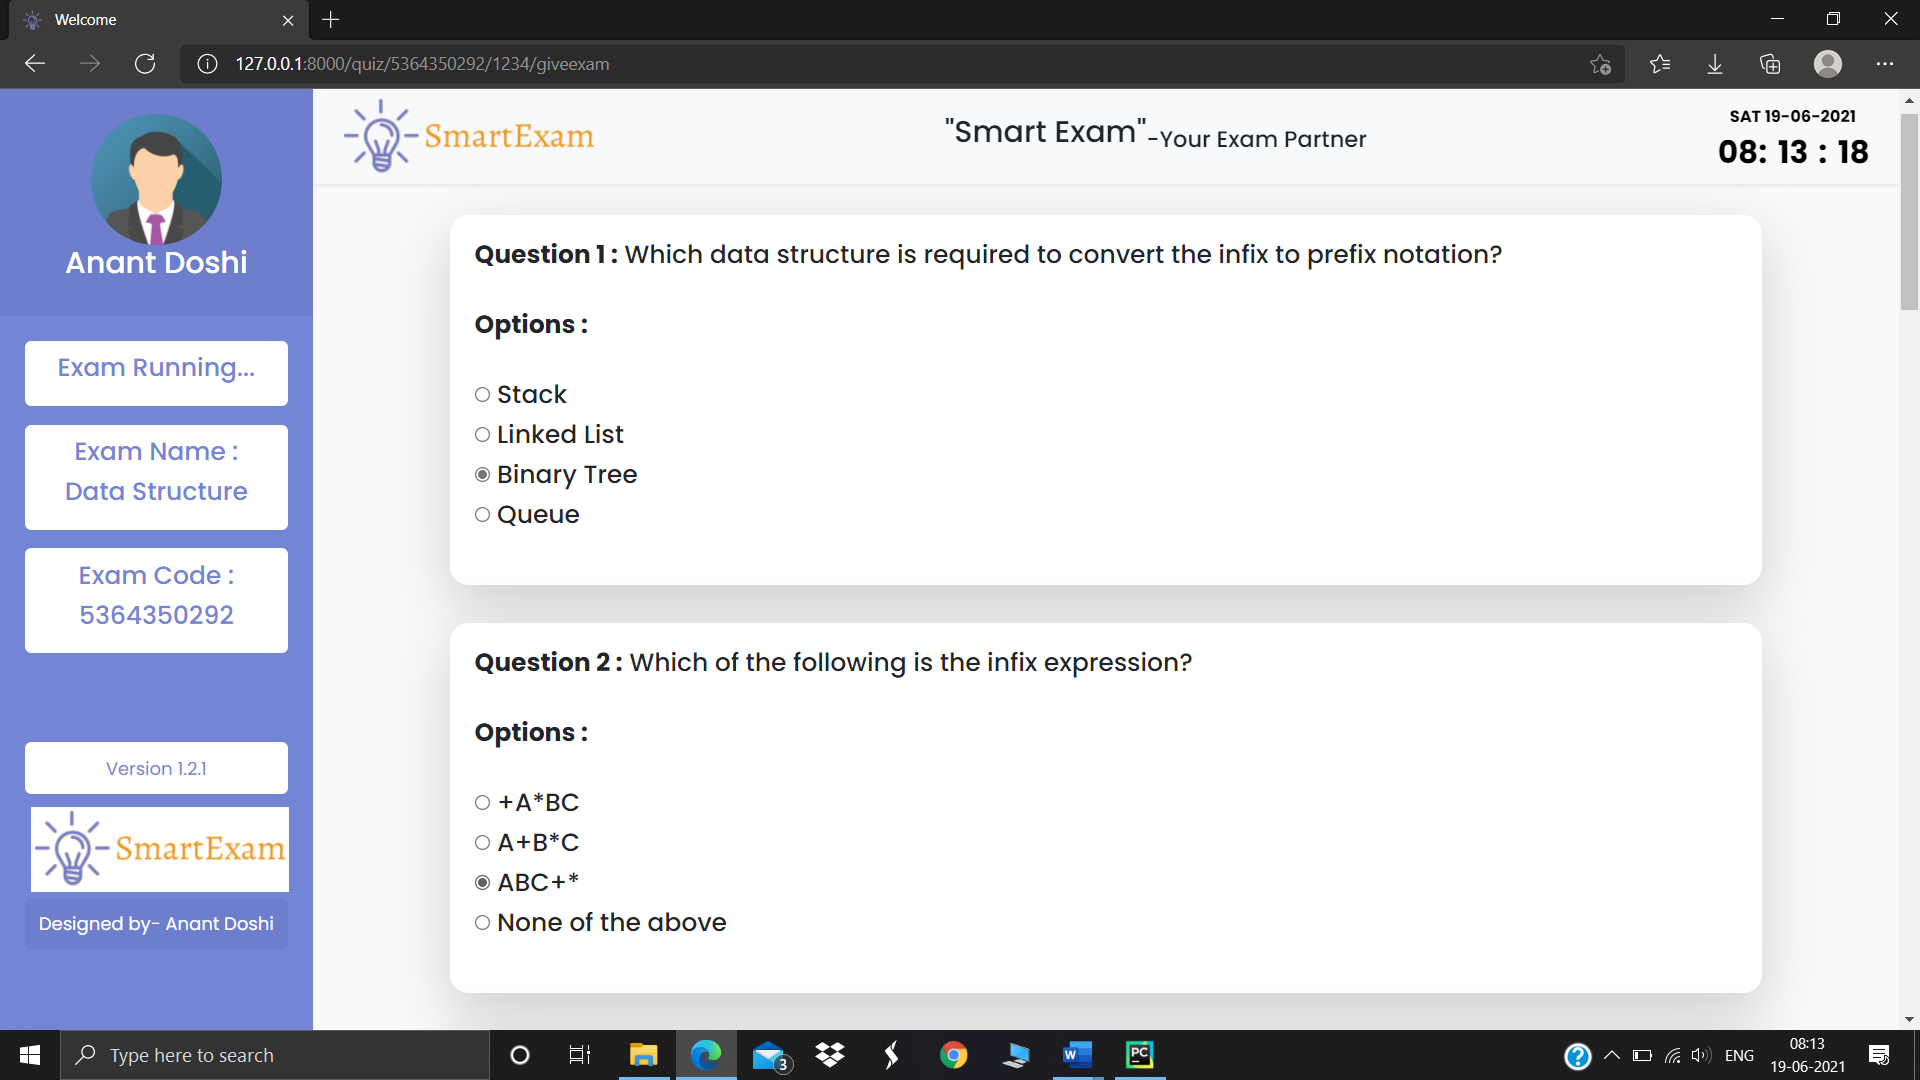 Welcome
127.0.0.1:8000/quiz/5364350292/1234/giveexam
Anant Doshi
Exam Running...
Exam Name :
Data Structure
Exam Code :
5364350292
Version 1.2.1
SmartExam
Designed by- Anant Doshi
SmartExam
"Smart Exam"-Your Exam Partner
SAT 19-06-2021
08: 13 : 18
Question 1 : Which data structure is required to convert the infix to prefix notation?
Options :
Stack
Linked List
Binary Tree
Queue
Question 2 : Which of the following is the infix expression?
Options :
+A*BC
A+B*C
ABC+*
None of the above
Type here to search
3
W
PC
?
ENG
08:13
19-06-2021